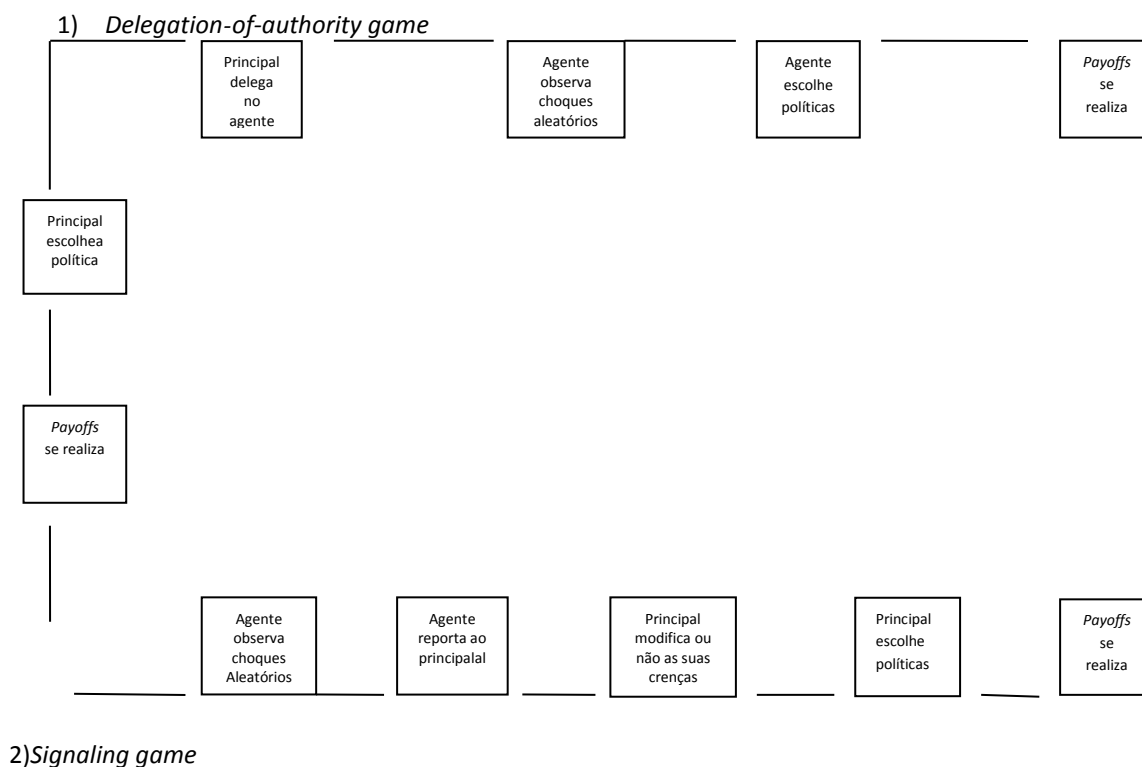 1) Delegation-of-authority game
Principal
delega
no
agente
Agente
observa
choques
aleatórios
Agente
escolhe
políticas
Payoffs
se
realiza
Principal
escolhea
política
Payoffs
se realiza
Agente
observa
choques
Aleatórios
Agente
reporta ao
principalal
Principal
modifica ou
não as suas
crenças
Principal
escolhe
políticas
Payoffs
se
realiza
2)Signaling game